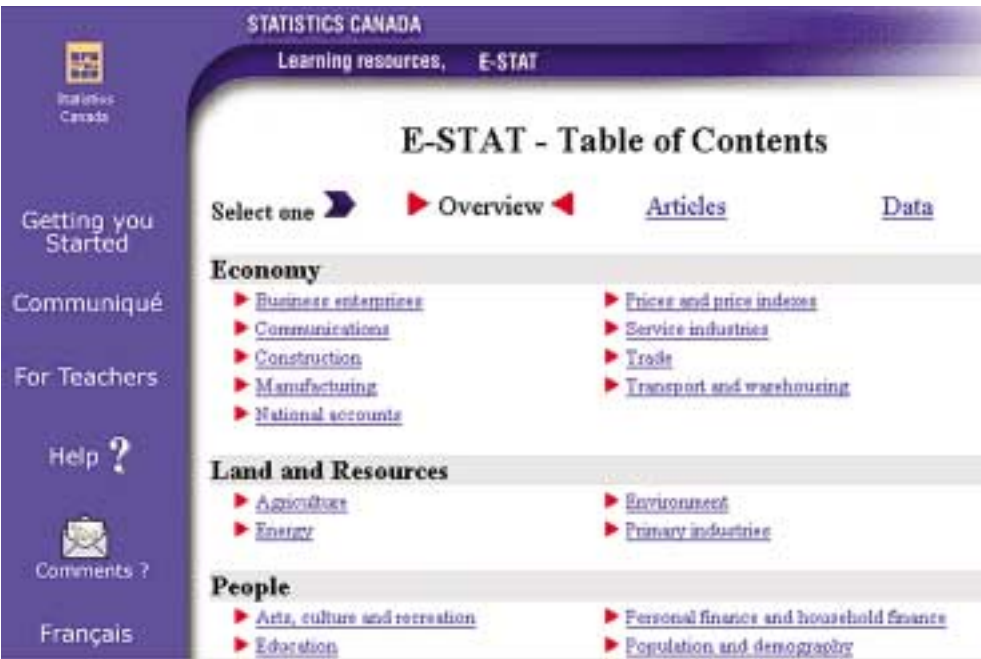 STATISTICS CANADA
Learning resources, E-STAT
Statistics
Canada
E-STAT - Table of Contents
Select one Overview Articles Data
Getting you
Started
Communiqué
For Teachers
Help ?
Comments ?
Français
Economy
Business enterprises
Communications
Construction
Manufacturing
National accounts
Prices and price indexes
Service industries
Trade
Transport and warehousing
Land and Resources
Agriculture
Energy
Environment
Primary industries
People
Arts, culture and recreation
Education
Personal finance and household finance
Population and demography